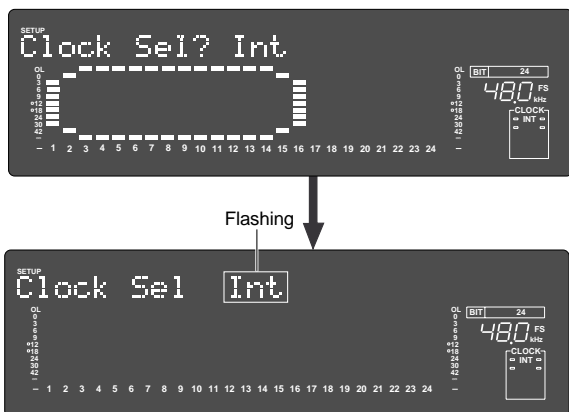 SETUP
Clock Sel? Int
OL
0
3
6
9
12
18
24
30
42
–
– 1 2 3 4 5 6 7 8 9 10 11 12 13 14 15 16 17 18 19 20 21 22 23 24 –
OL
0
3
6
9
12
18
24
30
42
–
BIT 24
48.0 FS
kHz
CLOCK
INT
Flashing
SETUP
Clock Sel Int
OL
0
3
6
9
12
18
24
30
42
–
– 1 2 3 4 5 6 7 8 9 10 11 12 13 14 15 16 17 18 19 20 21 22 23 24 –
OL
0
3
6
9
12
18
24
30
42
–
BIT 24
48.0 FS
kHz
CLOCK
INT